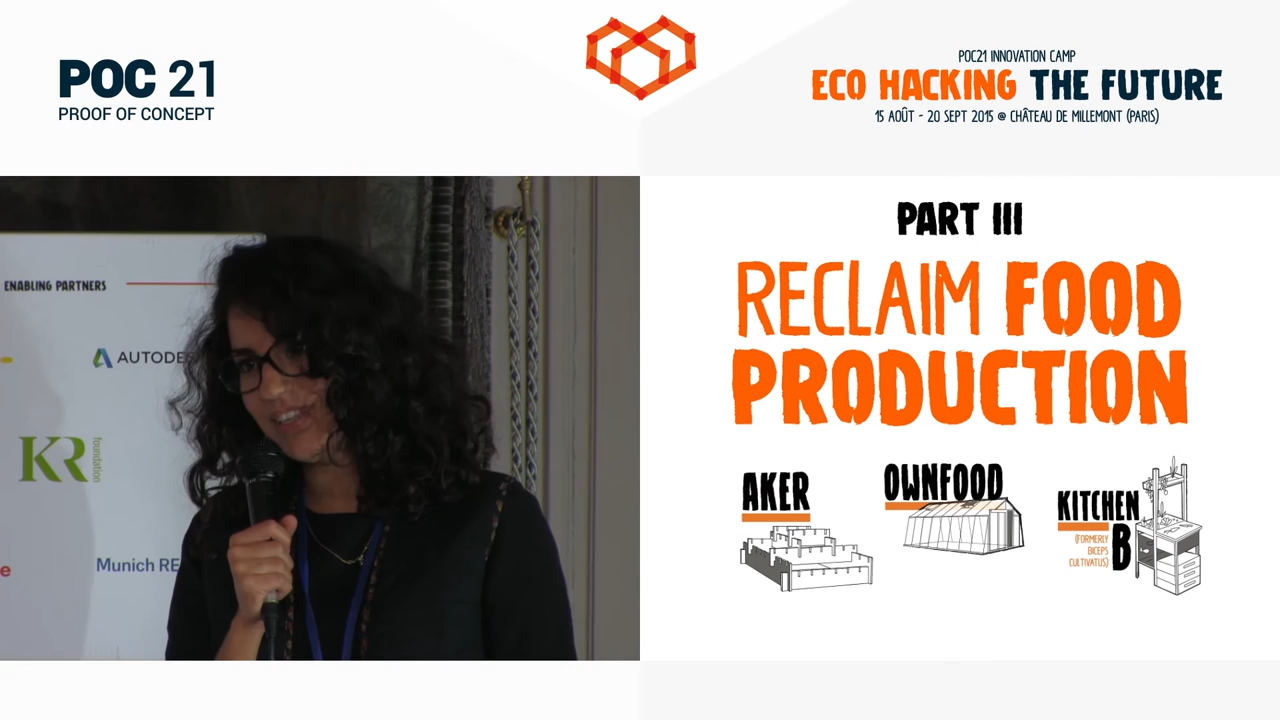 POC 21
PROOF OF CONCEPT
POC21 INNOVATION CAMP
ECO HACKING THE FUTURE
15 AOÛT - 20 SEPT 2015 @ CHÂTEAU DE MILLEMONT (PARIS)
ENABLING PARTNERS
AUTODES
KR
foundation
Munich RE
e
PART III
RECLAIM FOOD
PRODUCTION
AKER
OWNFOOD
KITCHEN
B
(FORMERLY
BICEPS
CULTIVATUS)